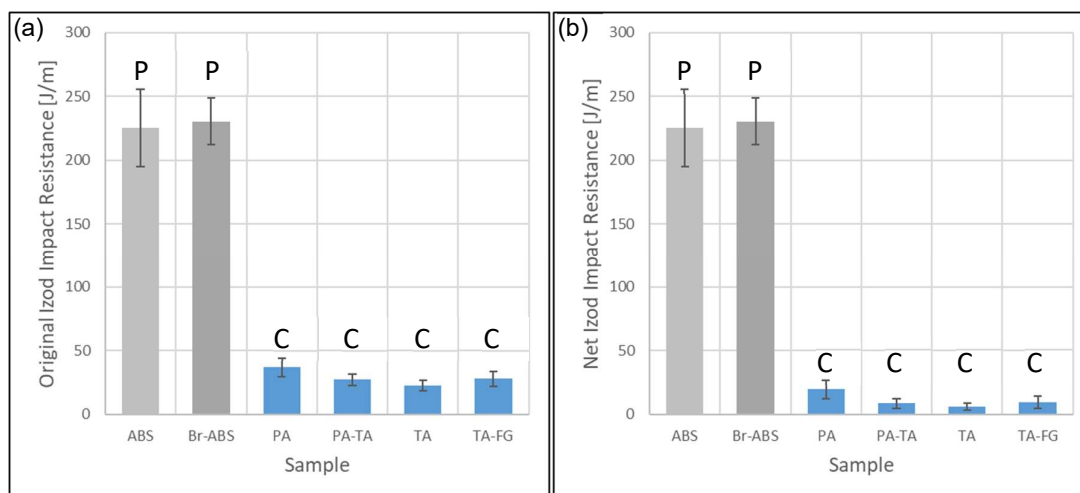 (a)
Original Izod Impact Resistance [J/m]
300
250
200
150
100
50
0
P P
C C C C
ABS Br-ABS PA PA-TA TA TA-FG
Sample
(b)
Net Izod Impact Resistance [J/m]
300
250
200
150
100
50
0
P P
C C C C
ABS Br-ABS PA PA-TA TA TA-FG
Sample